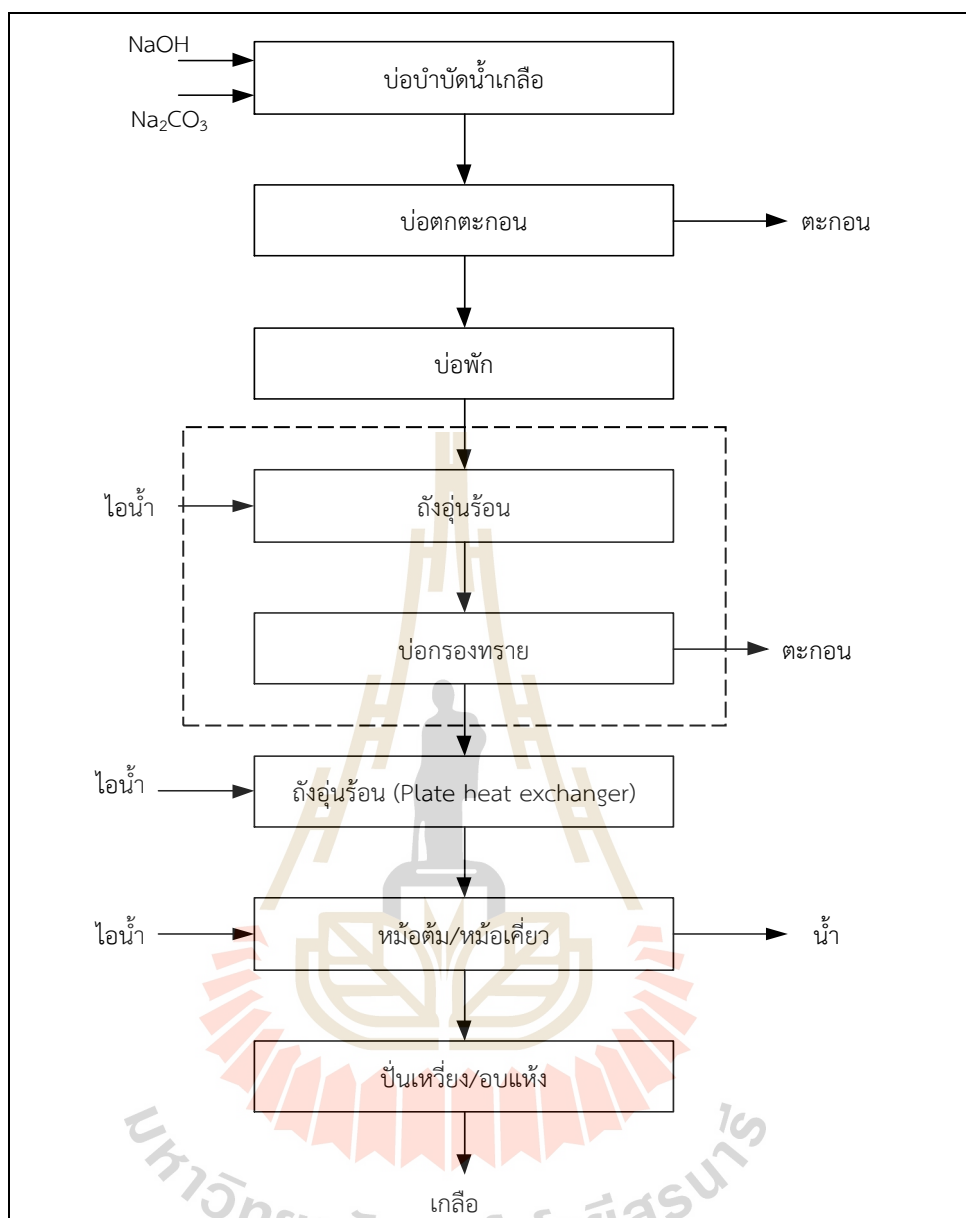 NaOH
บ่อบำบัดน้ำเกลือ
Na₂CO₃
บ่อตกตะกอน
ตะกอน
บ่อพัก
ไอน้ำ
ถังอุ่นร้อน
บ่อกรองทราย
ตะกอน
ไอน้ำ
ถังอุ่นร้อน (Plate heat exchanger)
ไอน้ำ
หม้อต้ม/หม้อเคี่ยว
น้ำ
ปั่นเหวี่ยง/อบแห้ง
เกลือ